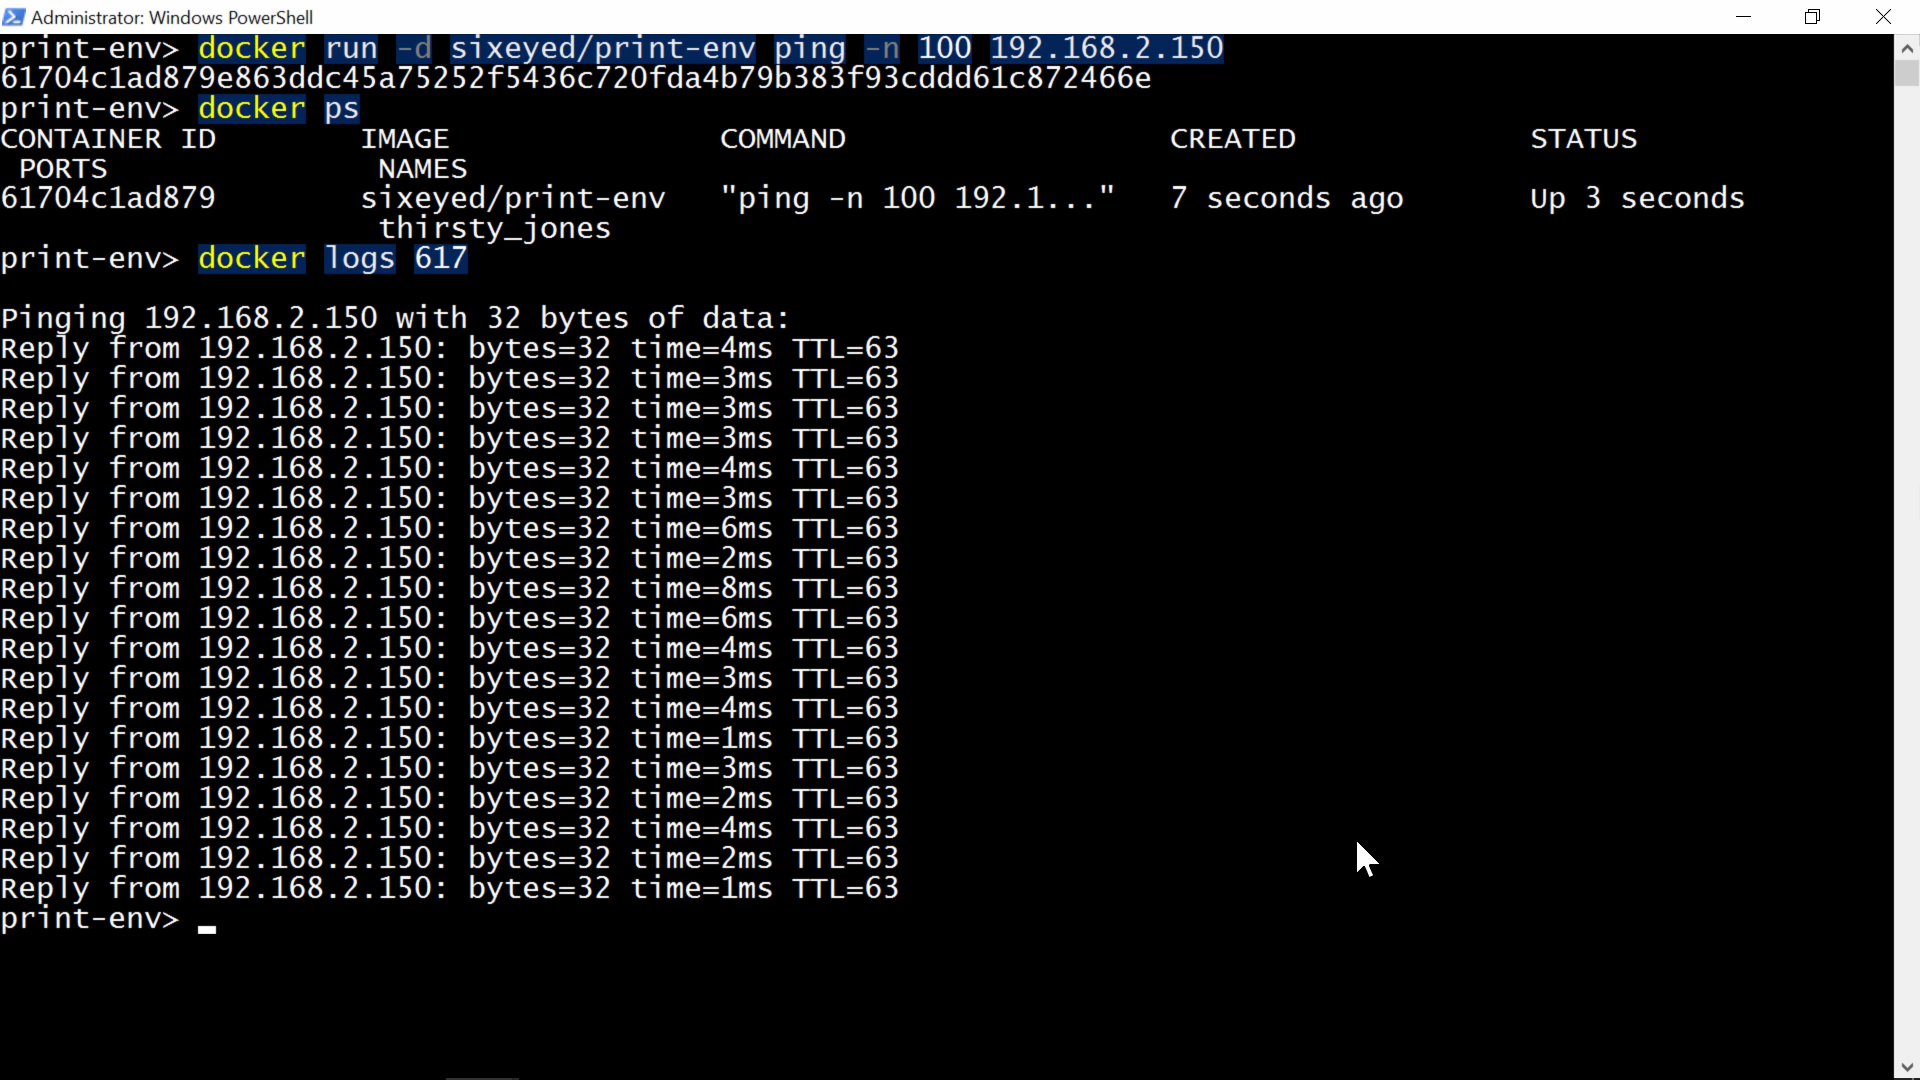 Administrator: Windows PowerShell
print-env> docker run -d sixeyed/print-env ping -n 100 192.168.2.150
61704c1ad879e863ddc45a75252f5436c720fda4b79b383f93cddd61c872466e
print-env> docker ps
CONTAINER ID        IMAGE               COMMAND                  CREATED             STATUS
 PORTS               NAMES
61704c1ad879        sixeyed/print-env   "ping -n 100 192.1..."   7 seconds ago       Up 3 seconds
                     thirsty_jones
print-env> docker logs 617
Pinging 192.168.2.150 with 32 bytes of data:
Reply from 192.168.2.150: bytes=32 time=4ms TTL=63
Reply from 192.168.2.150: bytes=32 time=3ms TTL=63
Reply from 192.168.2.150: bytes=32 time=3ms TTL=63
Reply from 192.168.2.150: bytes=32 time=3ms TTL=63
Reply from 192.168.2.150: bytes=32 time=4ms TTL=63
Reply from 192.168.2.150: bytes=32 time=3ms TTL=63
Reply from 192.168.2.150: bytes=32 time=6ms TTL=63
Reply from 192.168.2.150: bytes=32 time=2ms TTL=63
Reply from 192.168.2.150: bytes=32 time=8ms TTL=63
Reply from 192.168.2.150: bytes=32 time=6ms TTL=63
Reply from 192.168.2.150: bytes=32 time=4ms TTL=63
Reply from 192.168.2.150: bytes=32 time=3ms TTL=63
Reply from 192.168.2.150: bytes=32 time=4ms TTL=63
Reply from 192.168.2.150: bytes=32 time=1ms TTL=63
Reply from 192.168.2.150: bytes=32 time=3ms TTL=63
Reply from 192.168.2.150: bytes=32 time=2ms TTL=63
Reply from 192.168.2.150: bytes=32 time=4ms TTL=63
Reply from 192.168.2.150: bytes=32 time=2ms TTL=63
Reply from 192.168.2.150: bytes=32 time=1ms TTL=63
print-env>